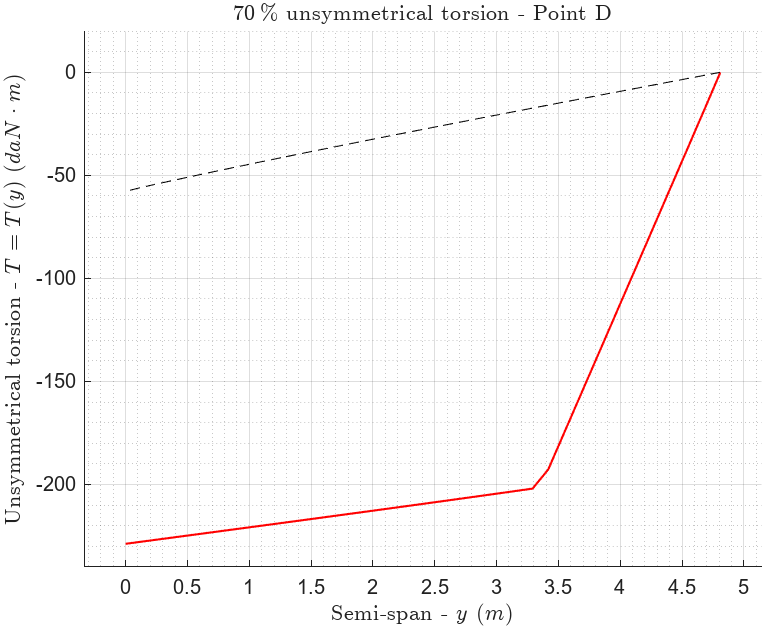 70 % unsymmetrical torsion - Point D
Unsymmetrical torsion - T = T(y) (daN · m)
0
-50
-100
-150
-200
0 0.5 1 1.5 2 2.5 3 3.5 4 4.5 5
Semi-span - y (m)